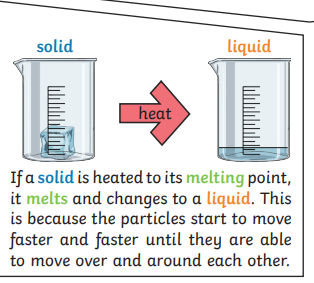 solid
liquid
heat
If a solid is heated to its melting point,
it melts and changes to a liquid. This
is because the particles start to move
faster and faster until they are able
to move over and around each other.